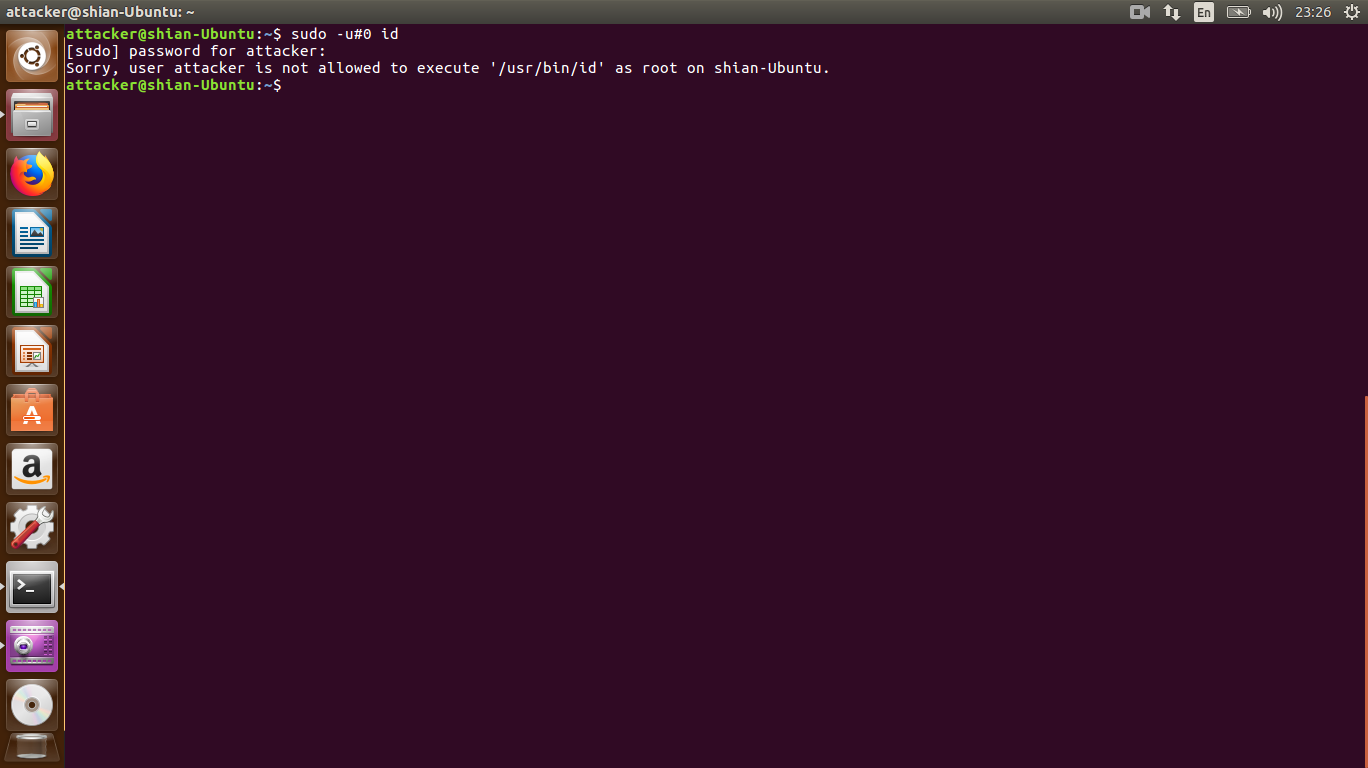 attacker@shian-Ubuntu: ~
En
23:26
attacker@shian-Ubuntu:~$ sudo -u#0 id
[sudo] password for attacker:
Sorry, user attacker is not allowed to execute '/usr/bin/id' as root on shian-Ubuntu.
attacker@shian-Ubuntu:~$
A
a
>_